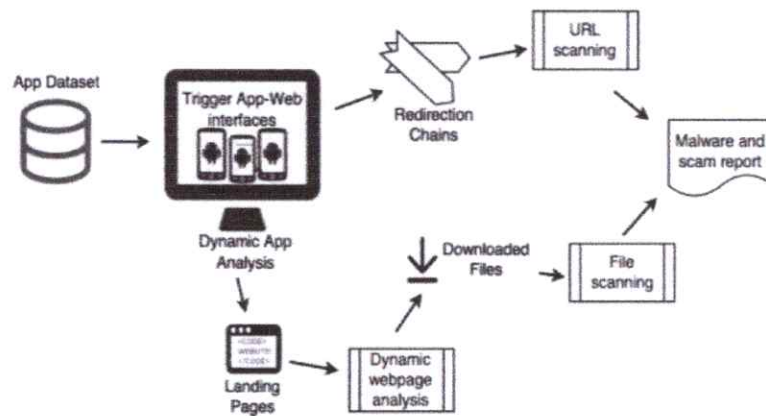 App Dataset
Trigger App-Web
interfaces
Dynamic App
Analysis
Redirection
Chains
URL
scanning
Malware and
scam report
Landing
Pages
Dynamic
webpage
analysis
Downloaded
Files
File
scanning